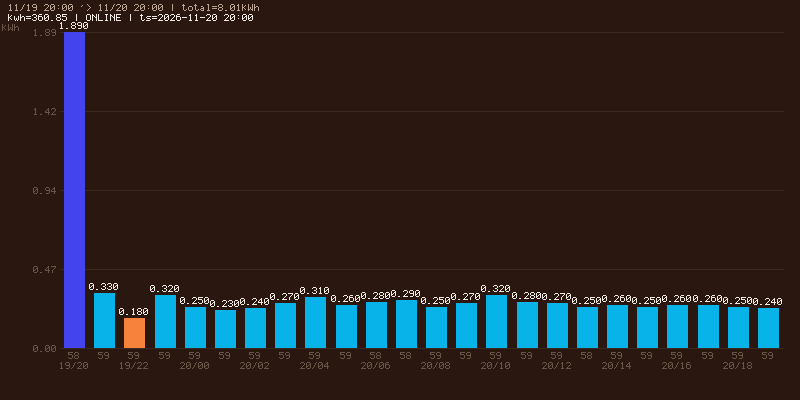 11/19 20:00 -> 11/20 20:00 | total=8.01kWh
Kwh=360.85 | ONLINE | ts=2026-11-20 20:00
kWh
1.890
1.89
1.42
0.94
0.47
0.00
0.330 0.180 0.320 0.250 0.230 0.240 0.270 0.310 0.260 0.280 0.290 0.250 0.270 0.320 0.280 0.270 0.250 0.260 0.250 0.260 0.260 0.250 0.240
58 59 59 59 59 59 59 59 59 59 58 58 59 59 59 59 59 58 59 59 59 59 59 59
19/20 19/22 20/00 20/02 20/04 20/06 20/08 20/10 20/12 20/14 20/16 20/18